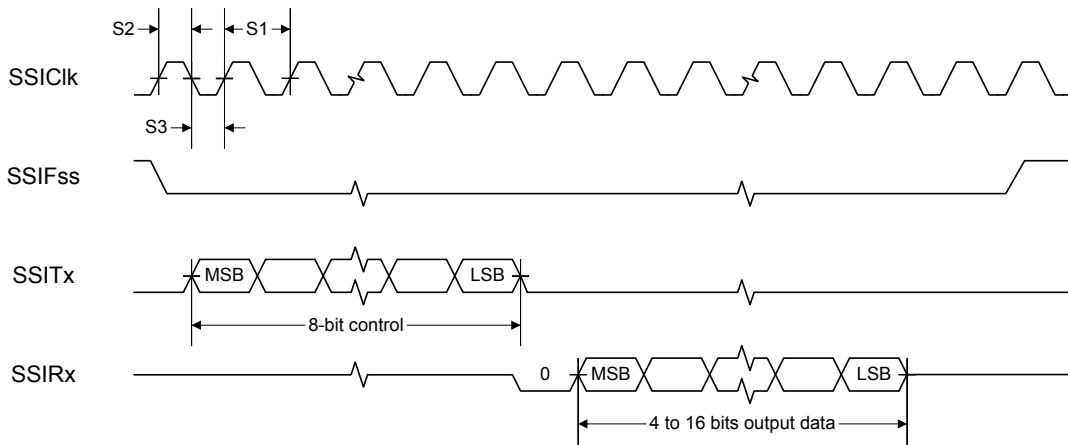 S2
S1
SSIClk
S3
SSIFss
SSITx
MSB
LSB
8-bit control
SSIRx
0
MSB
LSB
4 to 16 bits output data